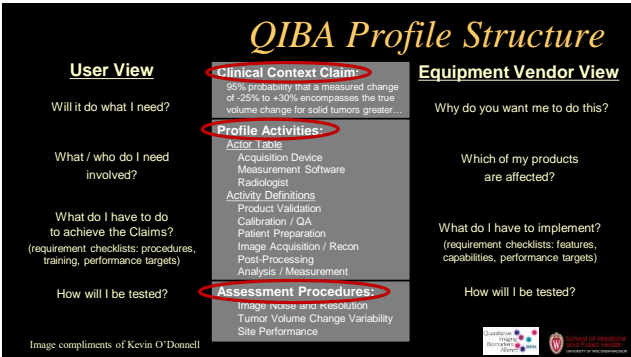 QIBA Profile Structure
User View
Will it do what I need?
What / who do I need
involved?
What do I have to do
to achieve the Claims?
(requirement checklists: procedures,
training, performance targets)
How will I be tested?
Clinical Context Claim:
95% probability that a measured change
of -25% to +30% encompasses the true
volume change for solid tumors greater…
Profile Activities:
Actor Table
Acquisition Device
Measurement Software
Radiologist
Activity Definitions
Product Validation
Calibration / QA
Patient Preparation
Image Acquisition / Recon
Post-Processing
Analysis / Measurement
Assessment Procedures:
Image Noise and Resolution
Tumor Volume Change Variability
Site Performance
Equipment Vendor View
Why do you want me to do this?
Which of my products
are affected?
What do I have to implement?
(requirement checklists: features,
capabilities, performance targets)
How will I be tested?
Image compliments of Kevin O'Donnell
Quantitative
Imaging
Biomarkers
Alliance
School of Medicine
and Public Health
UNIVERSITY OF WISCONSIN-MADISON